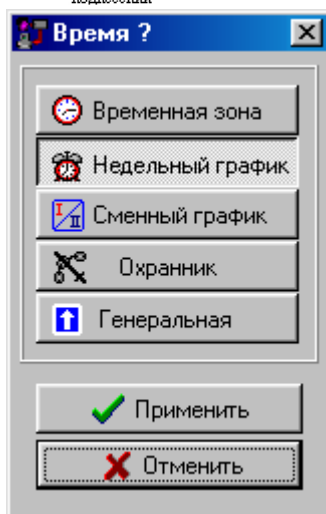 Время ?
Временная зона
Недельный график
Сменный график
Охранник
Генеральная
Применить
Отменить